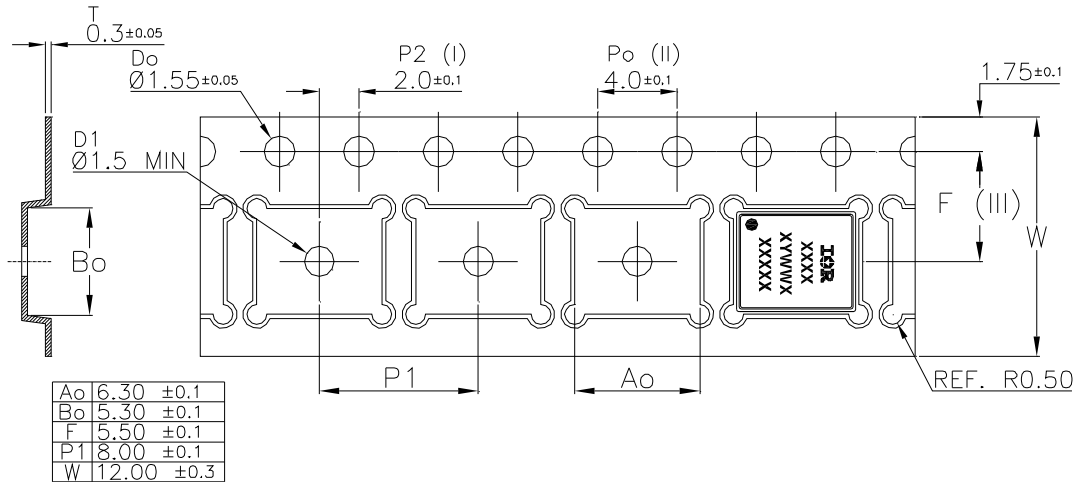 T
0.3±0.05
Do
Ø1.55±0.05
P2 (I)
2.0±0.1
Po (II)
4.0±0.1
1.75±0.1
D1
Ø1.5 MIN
Bo
F (III)
W
IOR
XXXX
XYWWX
XXXXX
P1
Ao
REF. R0.50
Ao 6.30 ±0.1
Bo 5.30 ±0.1
F 5.50 ±0.1
P1 8.00 ±0.1
W 12.00 ±0.3